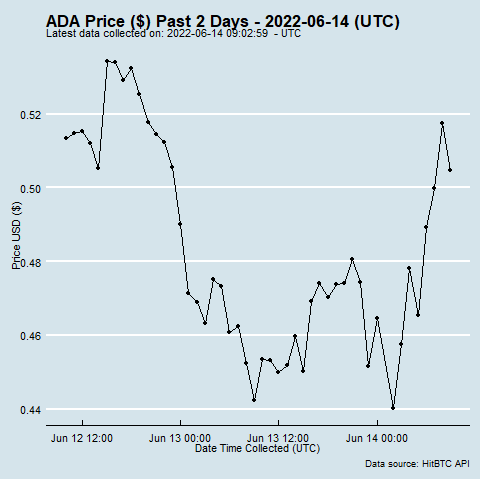 ADA Price ($) Past 2 Days - 2022-06-14 (UTC)
Latest data collected on: 2022-06-14 09:02:59  - UTC
0.52
0.50
0.48
0.46
0.44
Price USD ($)
Jun 12 12:00
Jun 13 00:00
Jun 13 12:00
Jun 14 00:00
Date Time Collected (UTC)
Data source: HitBTC API